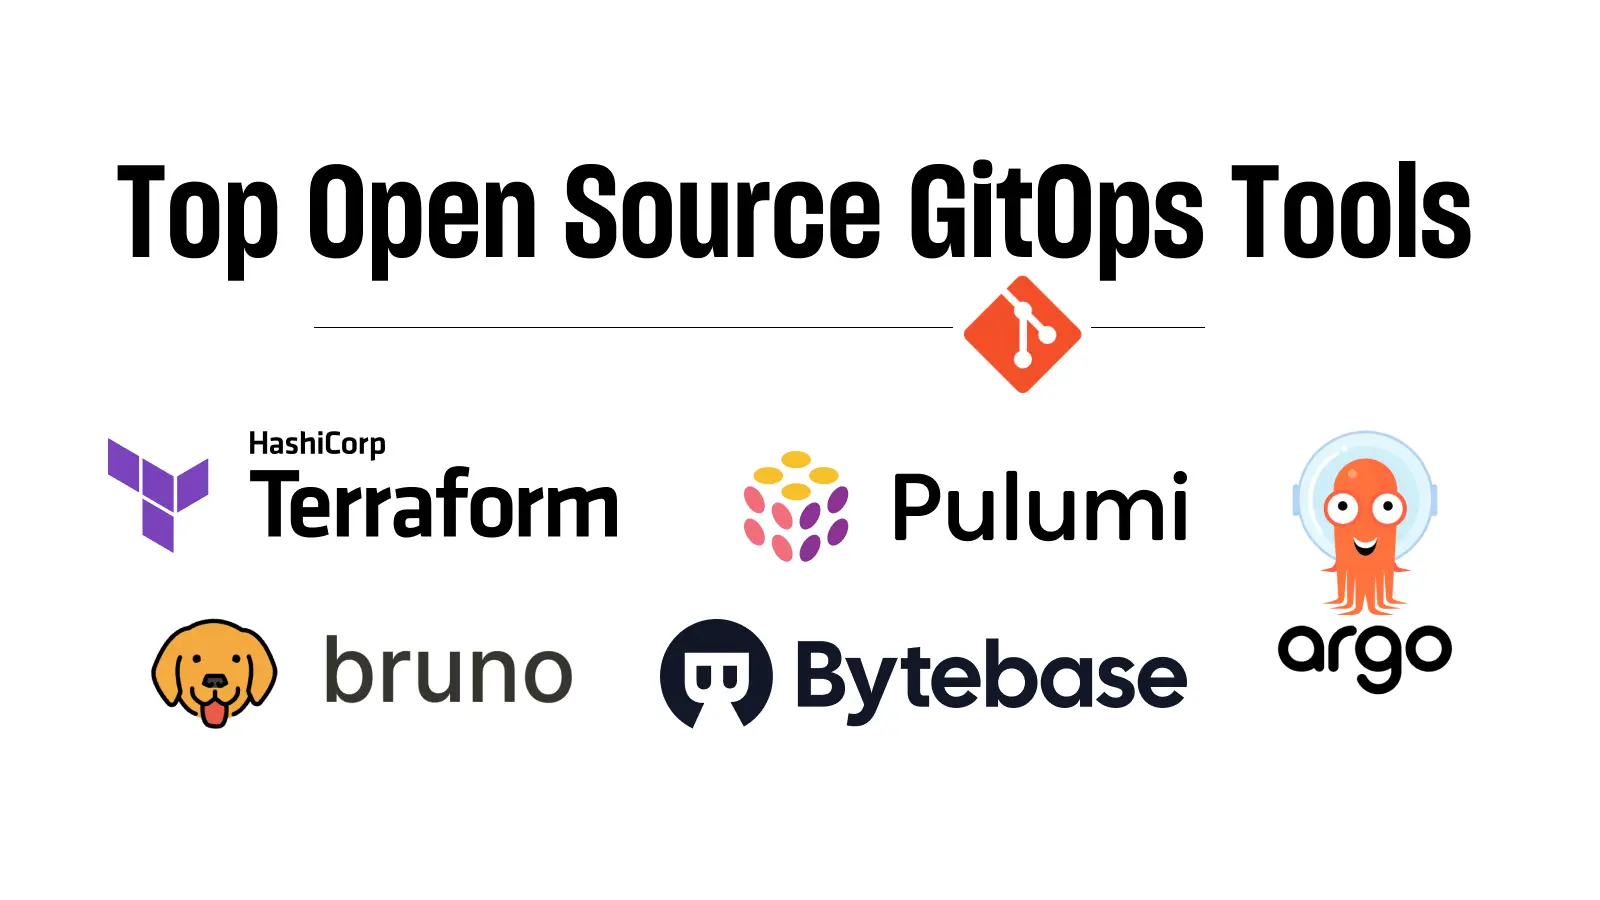 Top Open Source GitOps Tools
HashiCorp
Terraform
Pulumi
argo
bruno
Bytebase